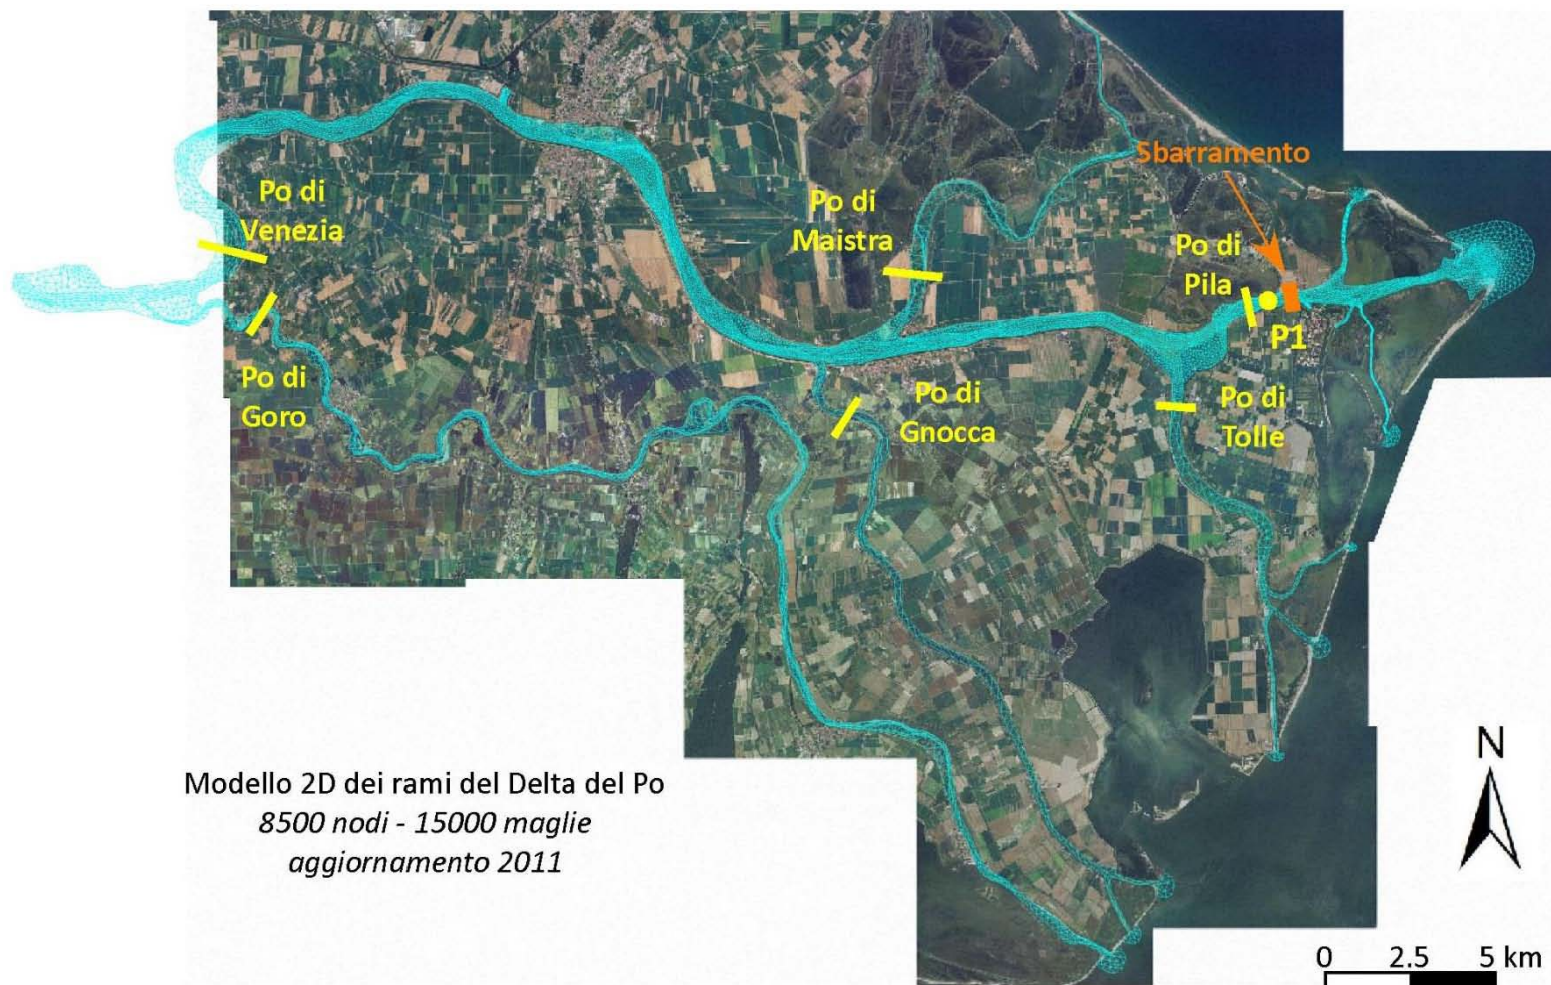 Sbarramento
Po di
Venezia
Po di
Maistra
Po di
Pila
P1
Po di
Goro
Po di
Gnocca
Po di
Tolle
Modello 2D dei rami del Delta del Po
8500 nodi - 15000 maglie
aggiornamento 2011
N
0 2.5 5 km